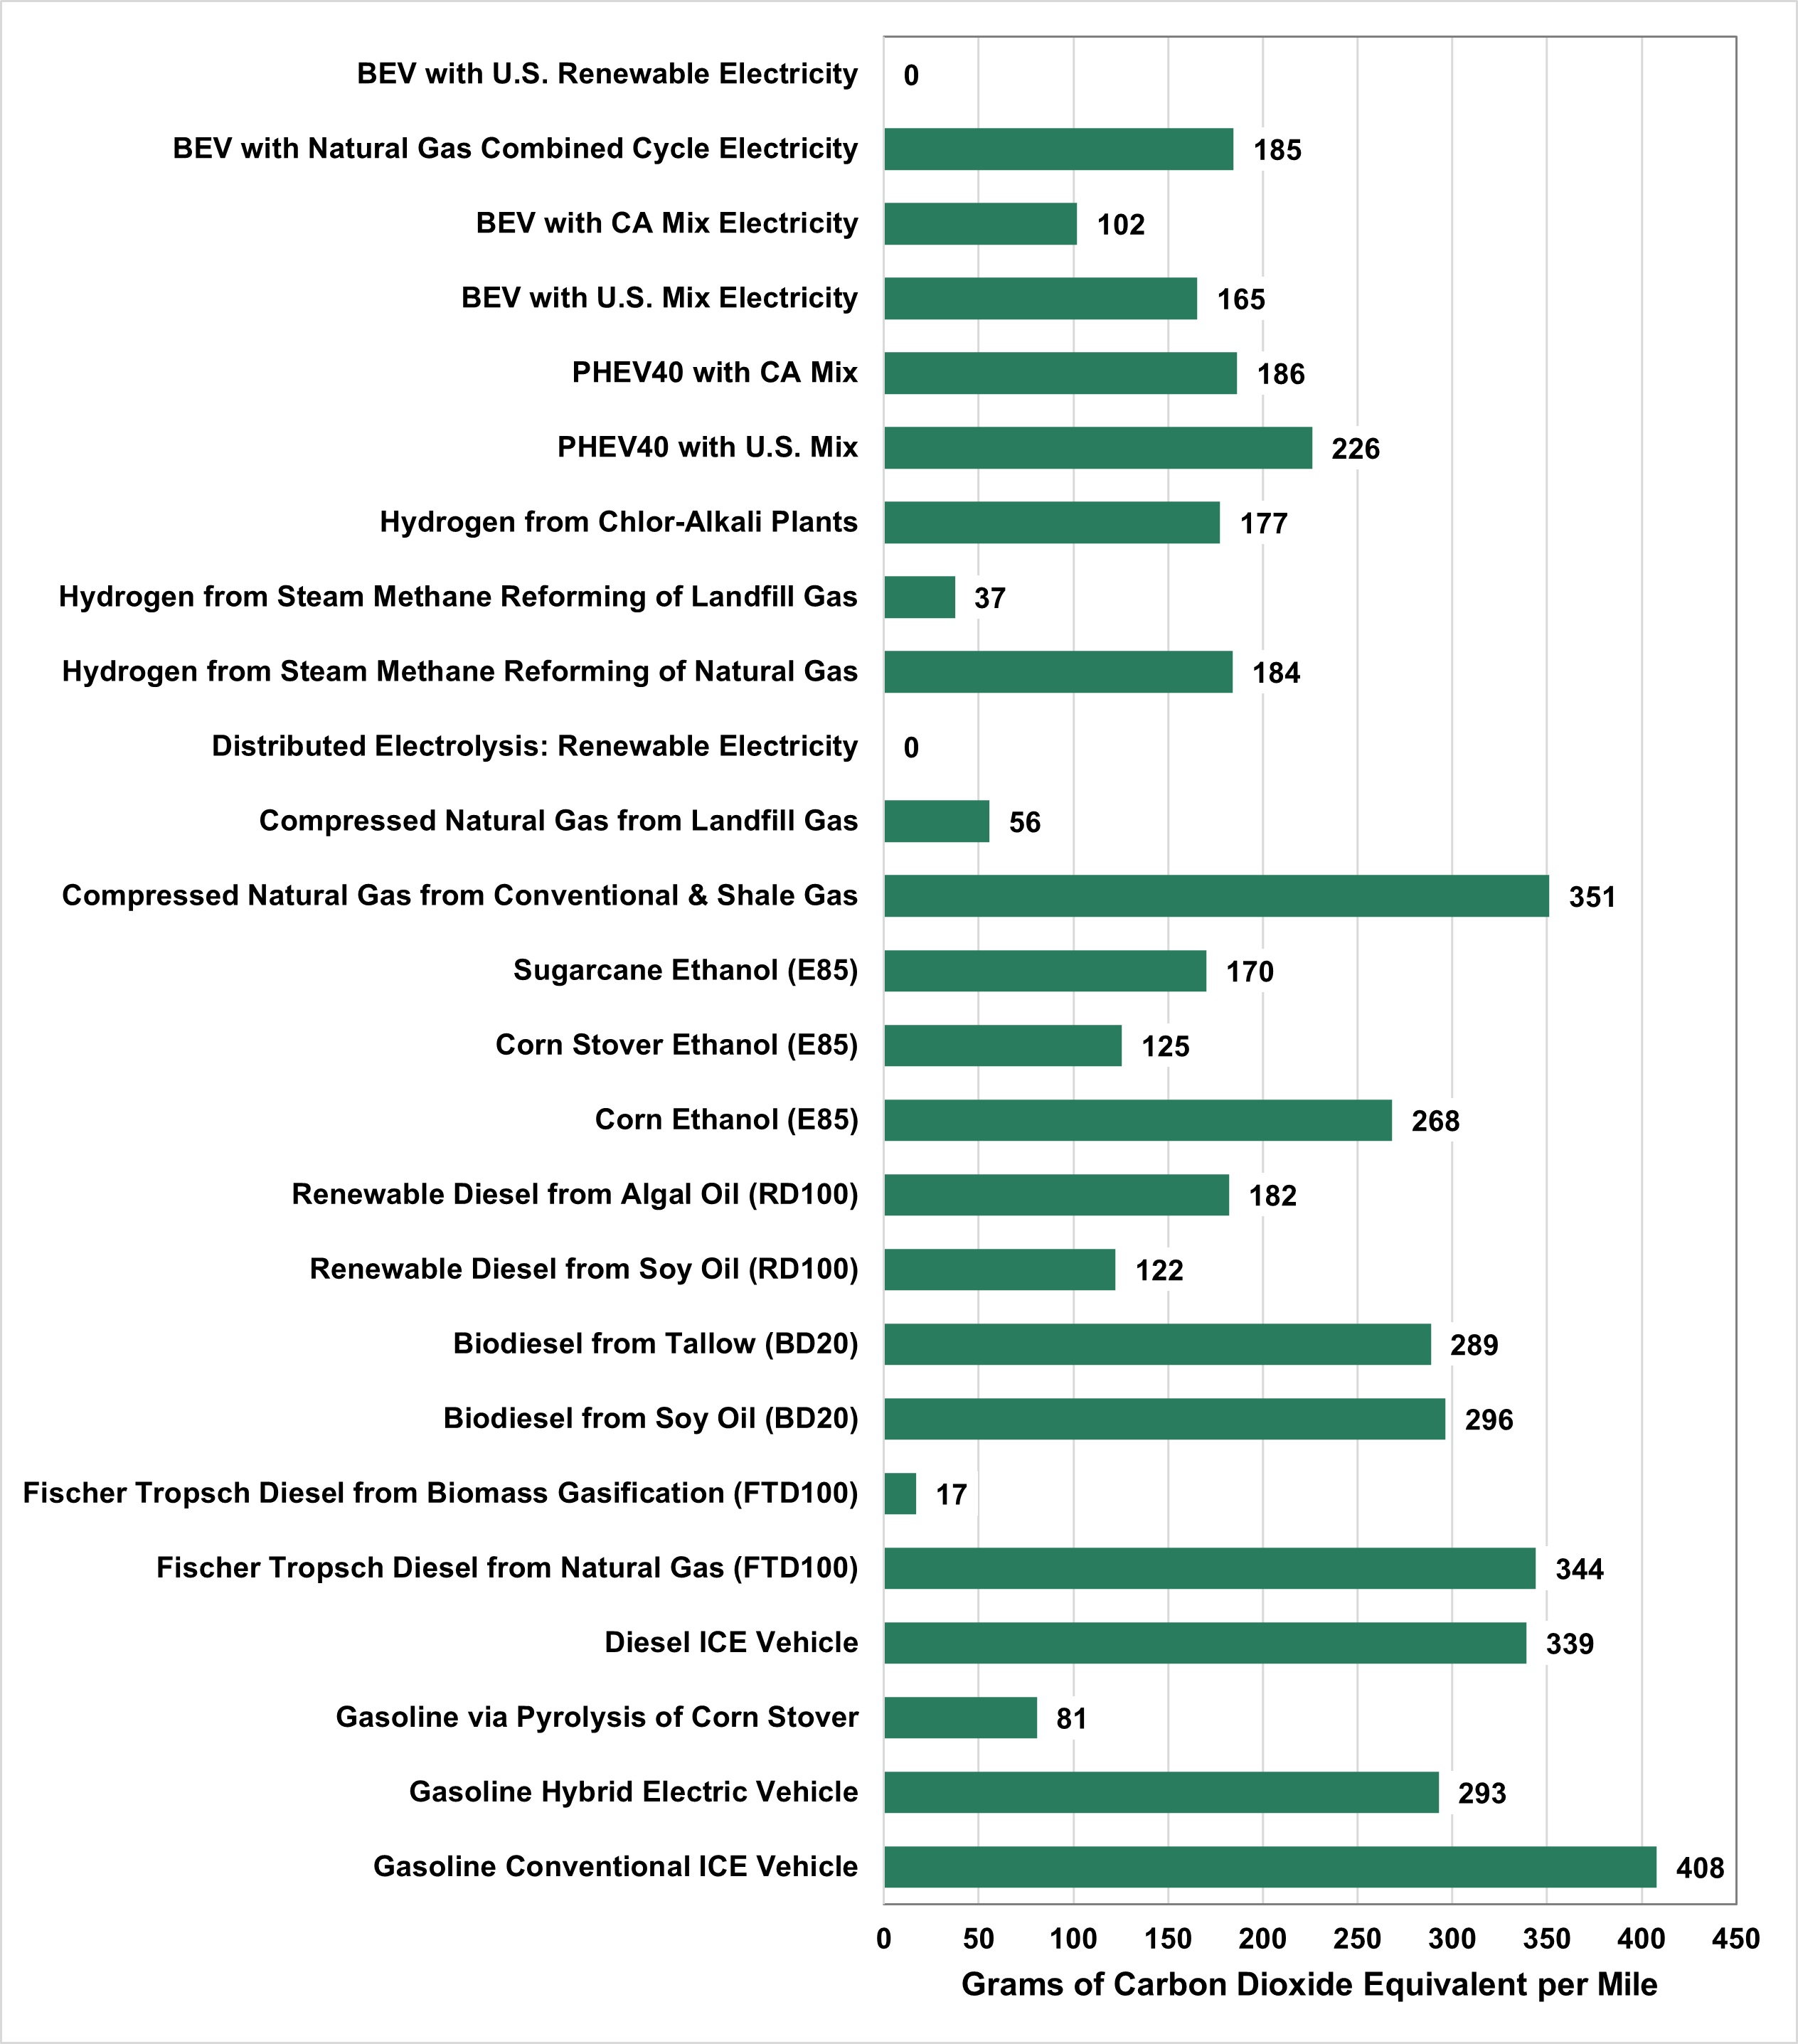 BEV with U.S. Renewable Electricity 0
BEV with Natural Gas Combined Cycle Electricity 185
BEV with CA Mix Electricity 102
BEV with U.S. Mix Electricity 165
PHEV40 with CA Mix 186
PHEV40 with U.S. Mix 226
Hydrogen from Chlor-Alkali Plants 177
Hydrogen from Steam Methane Reforming of Landfill Gas 37
Hydrogen from Steam Methane Reforming of Natural Gas 184
Distributed Electrolysis: Renewable Electricity 0
Compressed Natural Gas from Landfill Gas 56
Compressed Natural Gas from Conventional & Shale Gas 351
Sugarcane Ethanol (E85) 170
Corn Stover Ethanol (E85) 125
Corn Ethanol (E85) 268
Renewable Diesel from Algal Oil (RD100) 182
Renewable Diesel from Soy Oil (RD100) 122
Biodiesel from Tallow (BD20) 289
Biodiesel from Soy Oil (BD20) 296
Fischer Tropsch Diesel from Biomass Gasification (FTD100) 17
Fischer Tropsch Diesel from Natural Gas (FTD100) 344
Diesel ICE Vehicle 339
Gasoline via Pyrolysis of Corn Stover 81
Gasoline Hybrid Electric Vehicle 293
Gasoline Conventional ICE Vehicle 408
0 50 100 150 200 250 300 350 400 450
Grams of Carbon Dioxide Equivalent per Mile